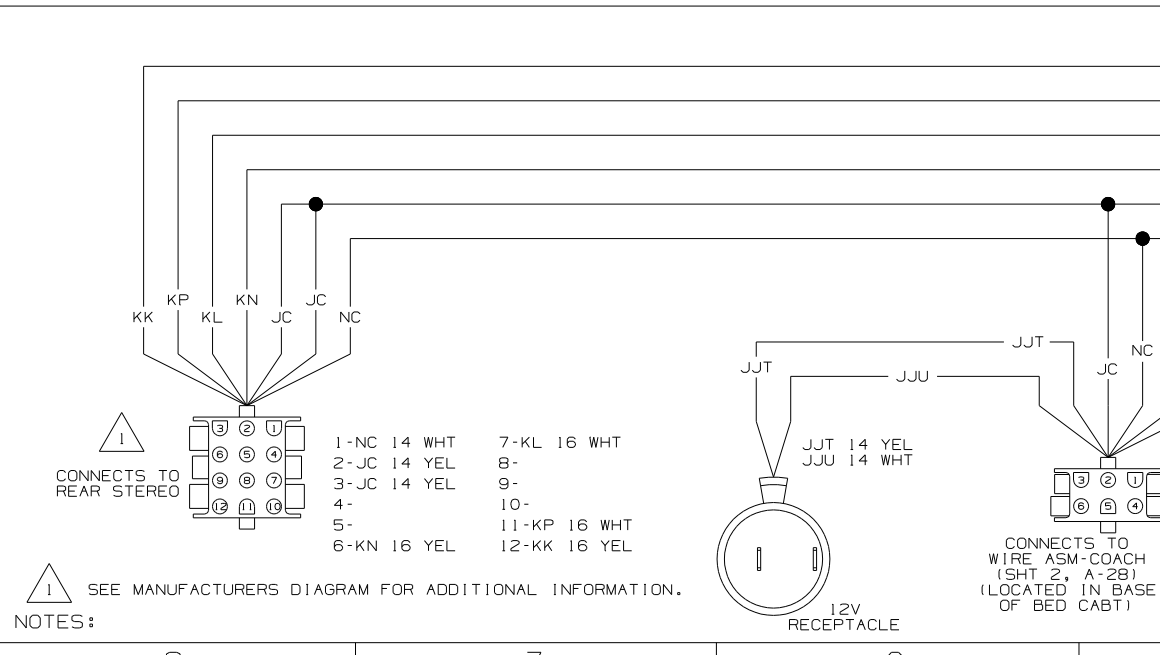 KK
KP
KL
KN
JC
JC
NC
JJT
JJT
JJU
JC
NC
1
CONNECTS TO
REAR STEREO
3 2 1
6 5 4
9 8 7
12 11 10
1-NC 14 WHT
2-JC 14 YEL
3-JC 14 YEL
4-
5-
6-KN 16 YEL
7-KL 16 WHT
8-
9-
10-
11-KP 16 WHT
12-KK 16 YEL
JJT 14 YEL
JJU 14 WHT
12V
RECEPTACLE
3 2 1
6 5 4
CONNECTS TO
WIRE ASM-COACH
(SHT 2, A-28)
(LOCATED IN BASE
OF BED CABT)
1 SEE MANUFACTURERS DIAGRAM FOR ADDITIONAL INFORMATION.
NOTES: